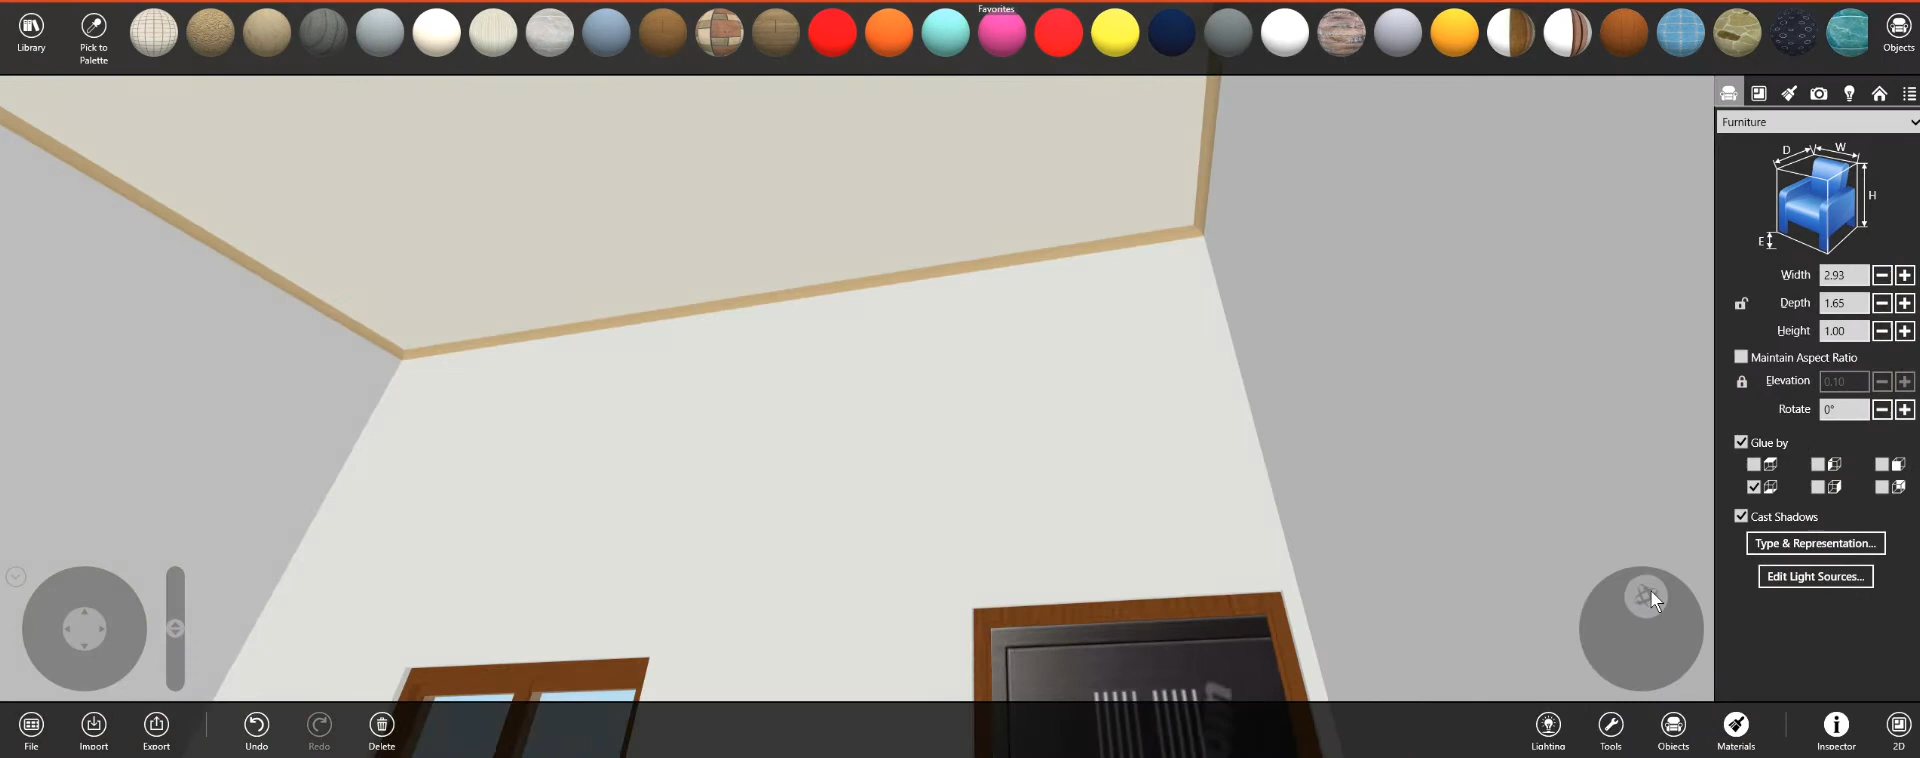 Favorites
Library
Pick to
Palette
Objects
Furniture
D
W
H
E
Width
2.93
Depth
1.65
Height
1.00
Maintain Aspect Ratio
Elevation
0.10
Rotate
0°
Glue by
Cast Shadows
Type & Representation...
Edit Light Sources...
File
Import
Export
Undo
Redo
Delete
Lighting
Tools
Objects
Materials
Inspector
2D